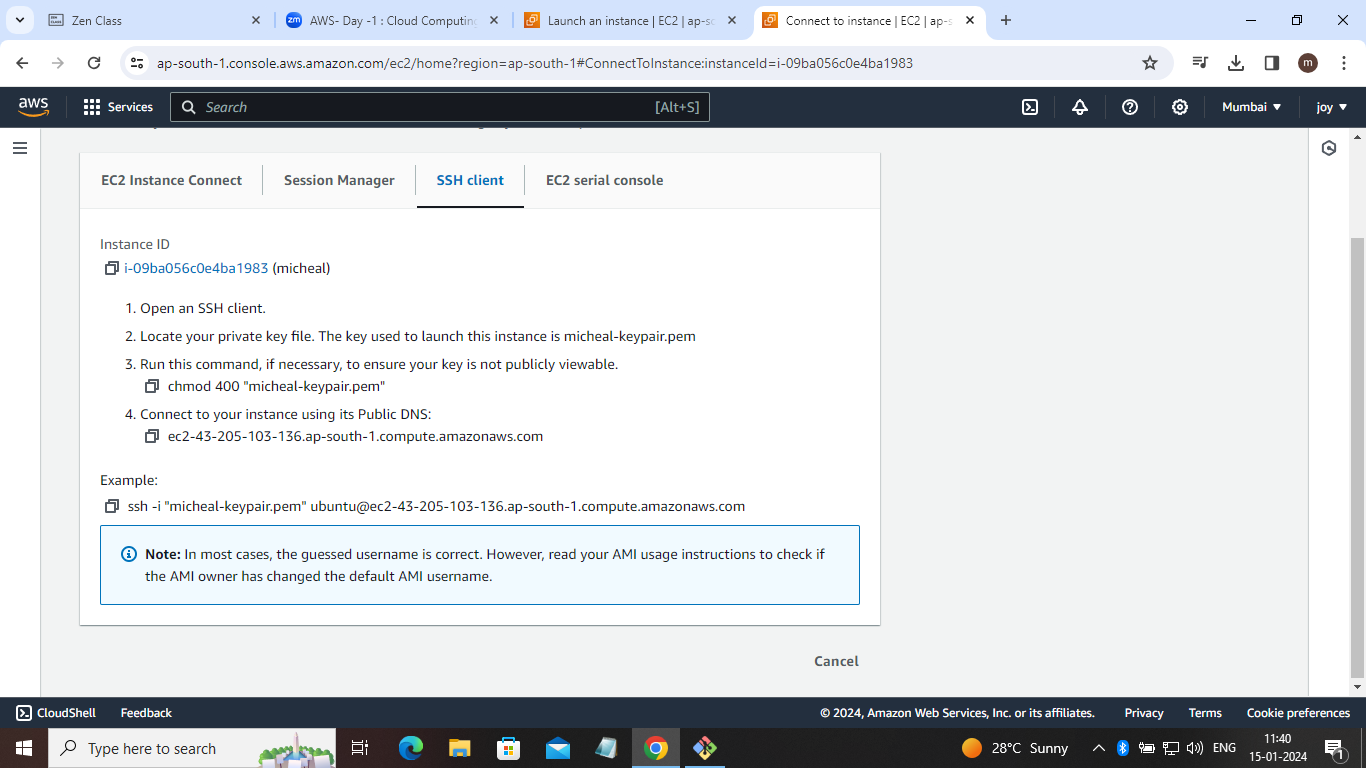 Zen Class
AWS- Day -1 : Cloud Computing
Launch an instance | EC2 | ap-so
Connect to instance | EC2 | ap-s
ap-south-1.console.aws.amazon.com/ec2/home?region=ap-south-1#ConnectToInstance:instanceId=i-09ba056c0e4ba1983
m
aws
Services
Search
[Alt+S]
Mumbai
joy
EC2 Instance Connect
Session Manager
SSH client
EC2 serial console
Instance ID
i-09ba056c0e4ba1983 (micheal)
1. Open an SSH client.
2. Locate your private key file. The key used to launch this instance is micheal-keypair.pem
3. Run this command, if necessary, to ensure your key is not publicly viewable.
chmod 400 "micheal-keypair.pem"
4. Connect to your instance using its Public DNS:
ec2-43-205-103-136.ap-south-1.compute.amazonaws.com
Example:
ssh -i "micheal-keypair.pem" ubuntu@ec2-43-205-103-136.ap-south-1.compute.amazonaws.com
Note: In most cases, the guessed username is correct. However, read your AMI usage instructions to check if
the AMI owner has changed the default AMI username.
Cancel
CloudShell
Feedback
© 2024, Amazon Web Services, Inc. or its affiliates.
Privacy
Terms
Cookie preferences
Type here to search
28°C Sunny
ENG
11:40
15-01-2024
1